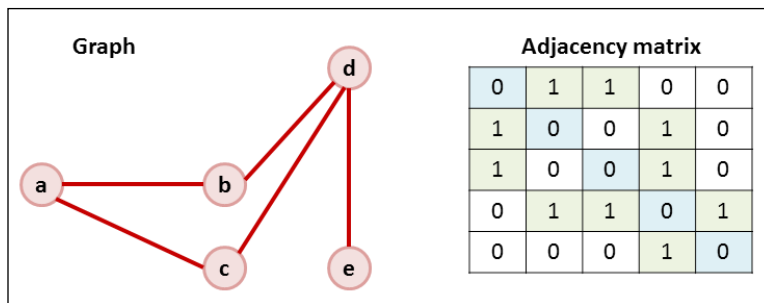 Graph
d
a
b
c
e
Adjacency matrix
0 1 1 0 0
1 0 0 1 0
1 0 0 1 0
0 1 1 0 1
0 0 0 1 0